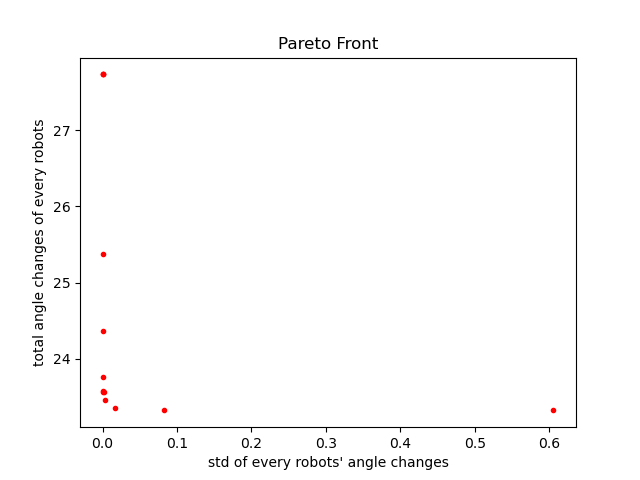 Pareto Front
total angle changes of every robots
27
26
25
24
0.0 0.1 0.2 0.3 0.4 0.5 0.6
std of every robots' angle changes